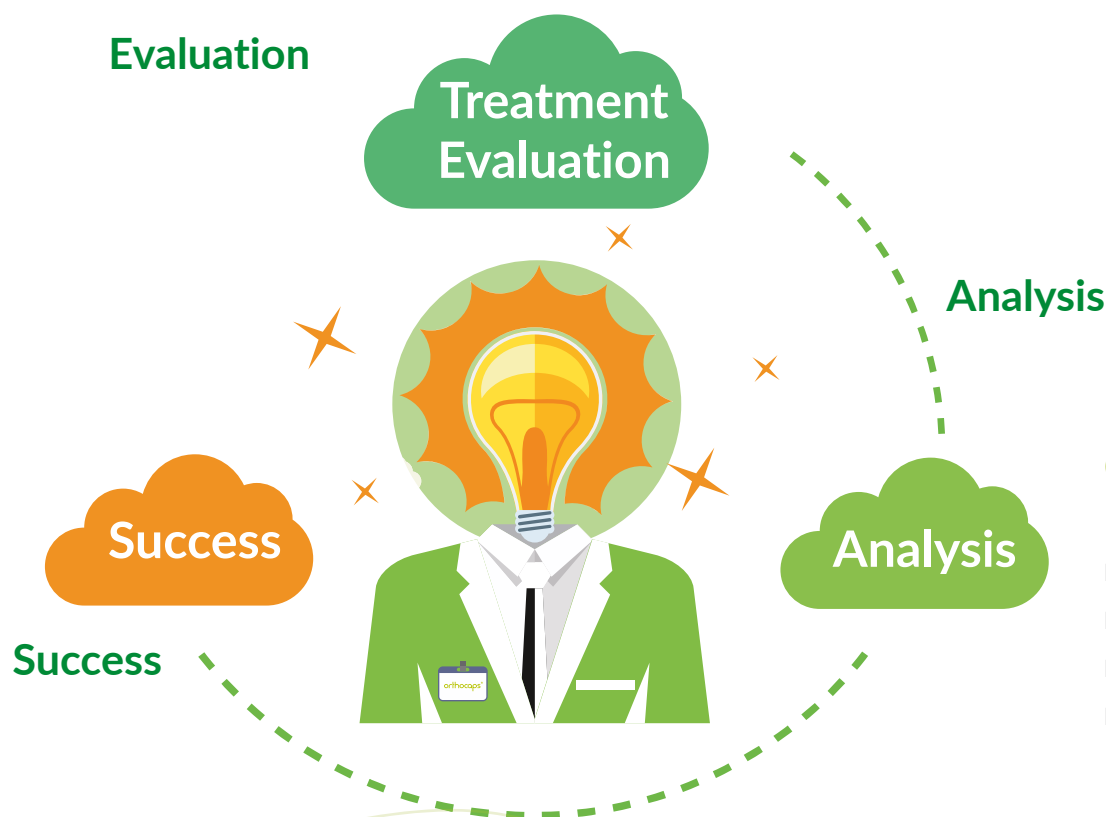 Evaluation
Treatment
Evaluation
Analysis
Success
Analysis
Success
orthocaps®